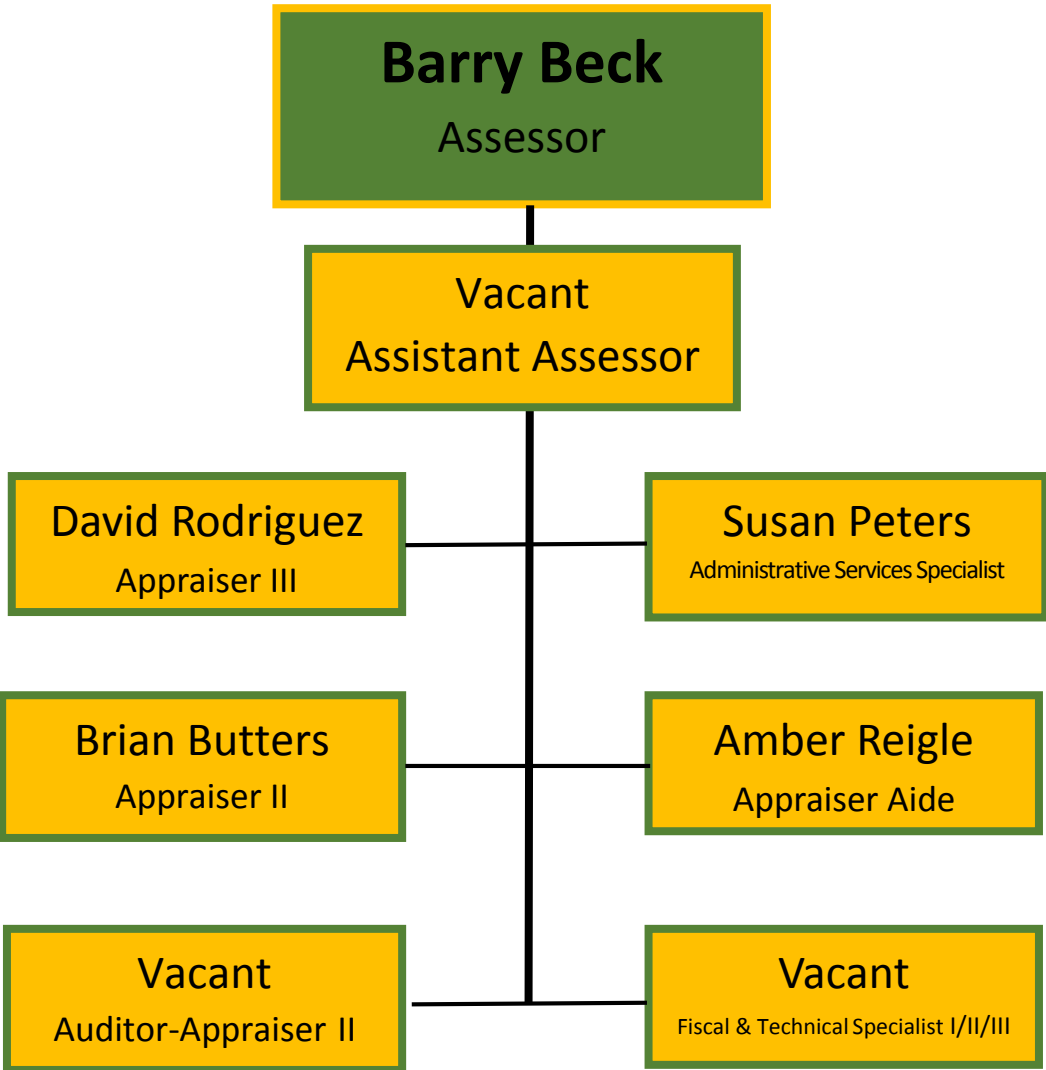 Barry Beck
Assessor
Vacant
Assistant Assessor
David Rodriguez
Appraiser III
Susan Peters
Administrative Services Specialist
Brian Butters
Appraiser II
Amber Reigle
Appraiser Aide
Vacant
Auditor-Appraiser II
Vacant
Fiscal & Technical Specialist I/II/III